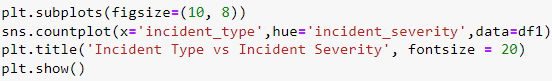 plt.subplots(figsize=(10, 8))
sns.countplot(x='incident_type',hue='incident_severity',data=df1)
plt.title('Incident Type vs Incident Severity', fontsize = 20)
plt.show()